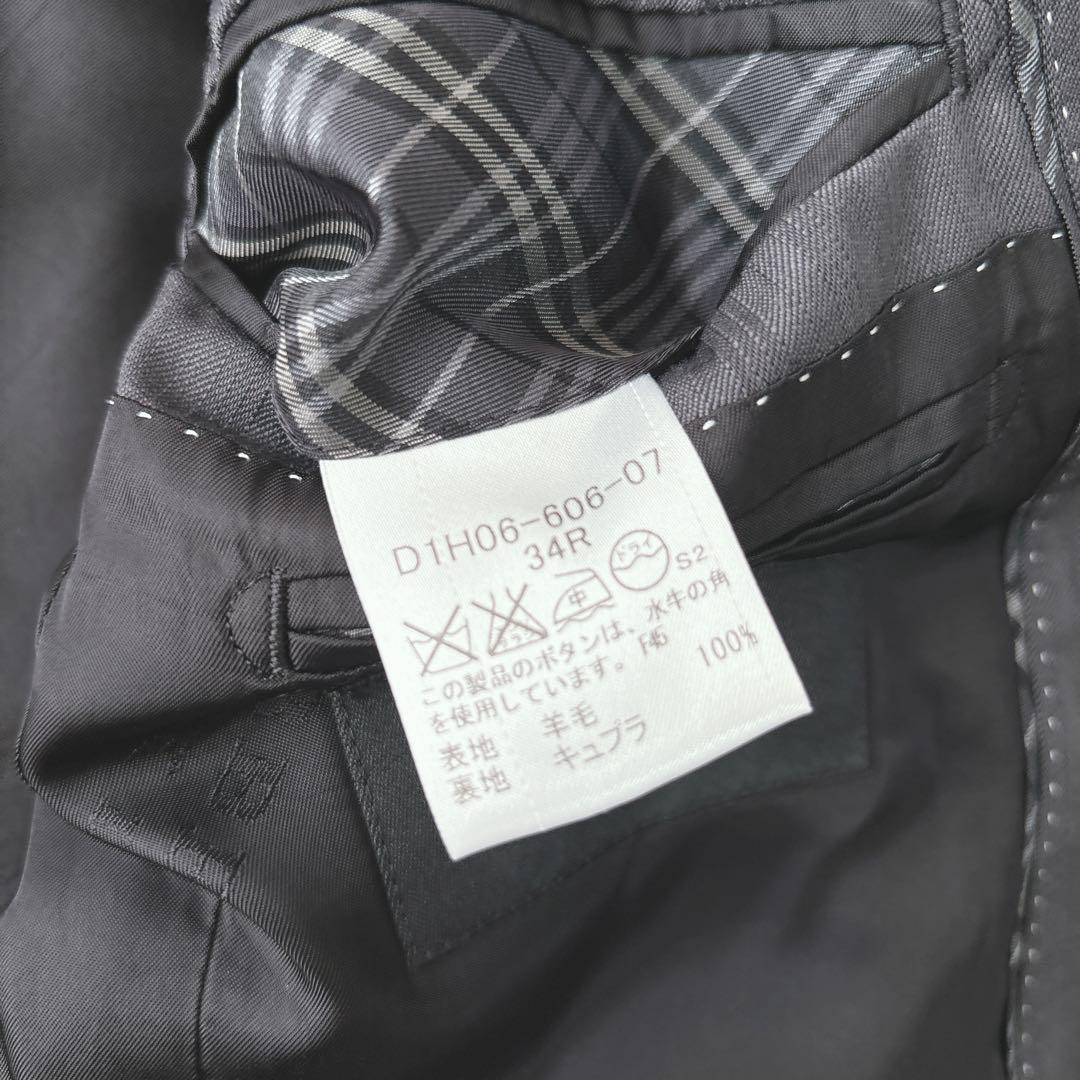 D1H06-606-07
34R
中 ドライ
S2
この製品のボタンは、水牛の角
を使用しています。 F45
表地 羊毛 100%
裏地 キュプラ